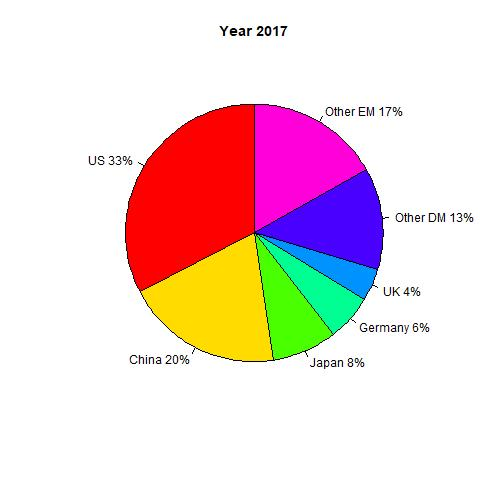 Year 2017
Other EM 17%
US 33%
Other DM 13%
UK 4%
Germany 6%
China 20%
Japan 8%